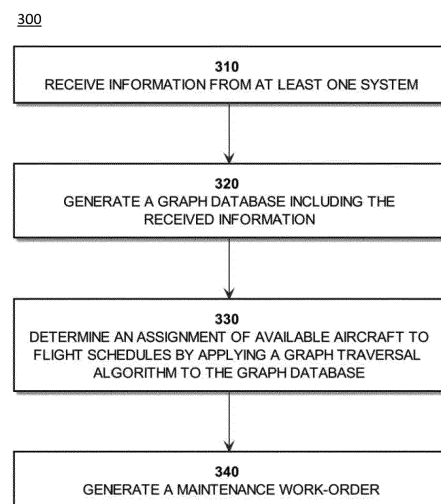 300
310
RECEIVE INFORMATION FROM AT LEAST ONE SYSTEM
320
GENERATE A GRAPH DATABASE INCLUDING THE
RECEIVED INFORMATION
330
DETERMINE AN ASSIGNMENT OF AVAILABLE AIRCRAFT TO
FLIGHT SCHEDULES BY APPLYING A GRAPH TRAVERSAL
ALGORITHM TO THE GRAPH DATABASE
340
GENERATE A MAINTENANCE WORK-ORDER